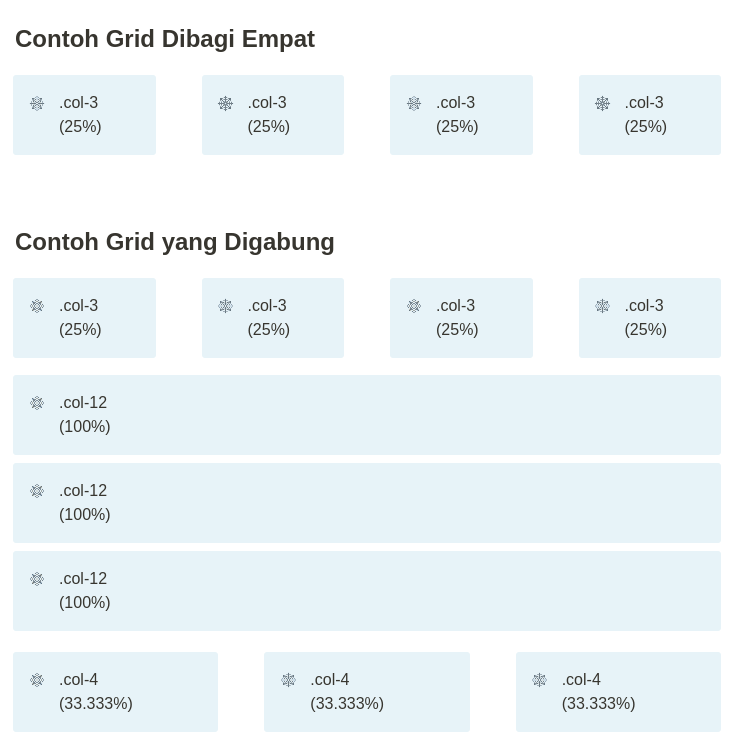 Contoh Grid Dibagi Empat
.col-3 .col-3 .col-3 .col-3
(25%) (25%) (25%) (25%)
Contoh Grid yang Digabung
.col-3 .col-3 .col-3 .col-3
(25%) (25%) (25%) (25%)
.col-12
(100%)
.col-12
(100%)
.col-12
(100%)
.col-4 .col-4 .col-4
(33.333%) (33.333%) (33.333%)